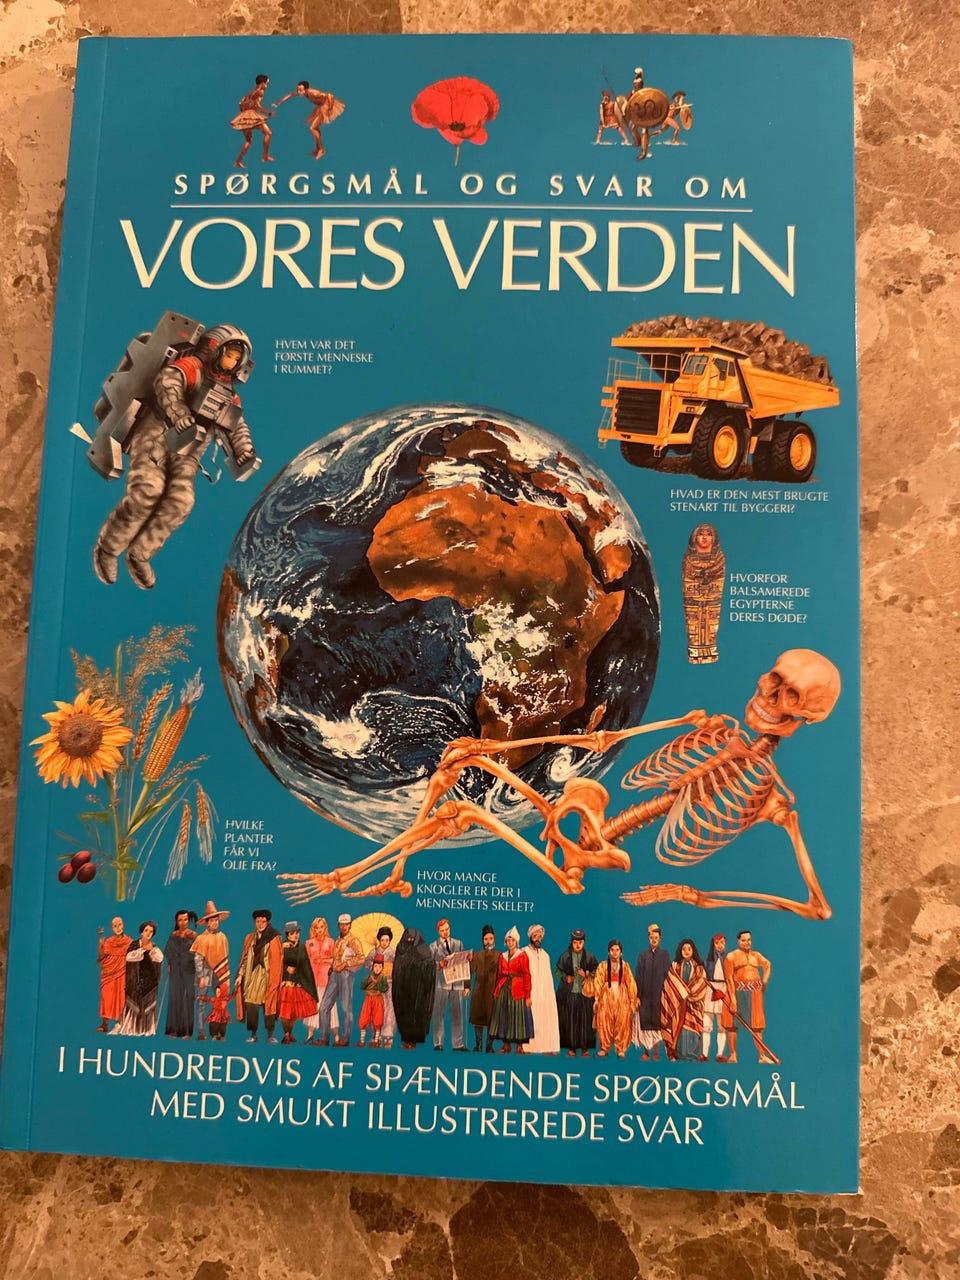 SPØRGSMÅL OG SVAR OM
VORES VERDEN
HVEM VAR DET
FØRSTE MENNESKE
I RUMMET?
HVAD ER DEN MEST BRUGTE
STENART TIL BYGGERI?
HVORFOR
BALSAMEREDE
EGYPTERNE
DERES DØDE?
HVILKE
PLANTER
FÅR VI
OLIE FRA?
HVOR MANGE
KNOGLER ER DER I
MENNESKETS SKELET?
I HUNDREDVIS AF SPÆNDENDE SPØRGSMÅL
MED SMUKT ILLUSTREREDE SVAR